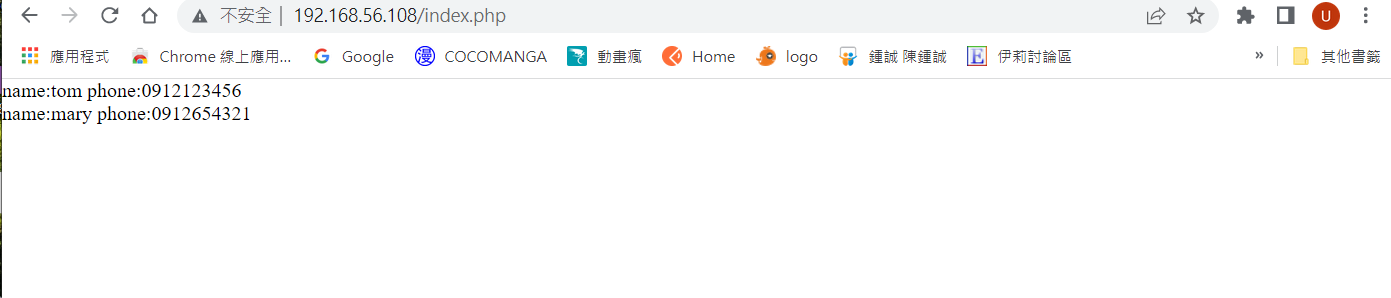 不安全 | 192.168.56.108/index.php
U
應用程式 Chrome 線上應用... Google 漫 COCOMANGA 動畫瘋 Home logo 鍾誠 陳鍾誠 E 伊莉討論區 » 其他書籤
name:tom phone:0912123456
name:mary phone:0912654321